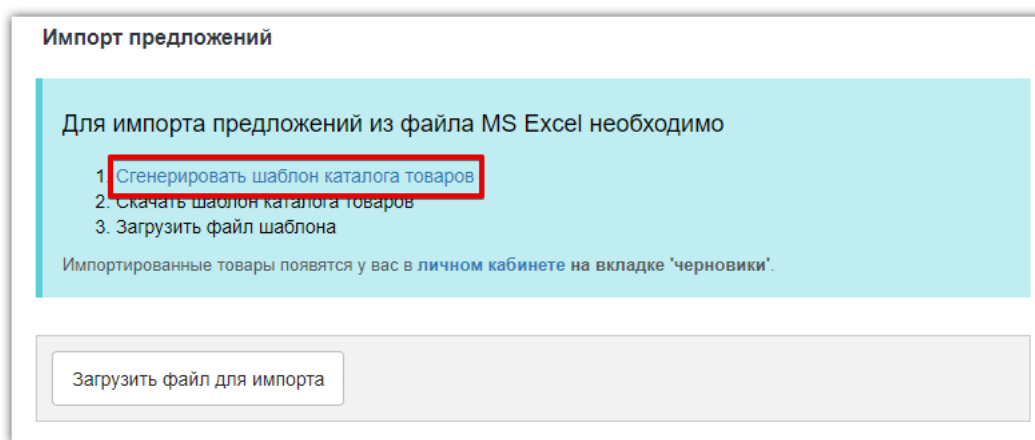 Импорт предложений
Для импорта предложений из файла MS Excel необходимо
1. Сгенерировать шаблон каталога товаров
2. Скачать шаблон каталога товаров
3. Загрузить файл шаблона
Импортированные товары появятся у вас в личном кабинете на вкладке 'черновики'.
Загрузить файл для импорта